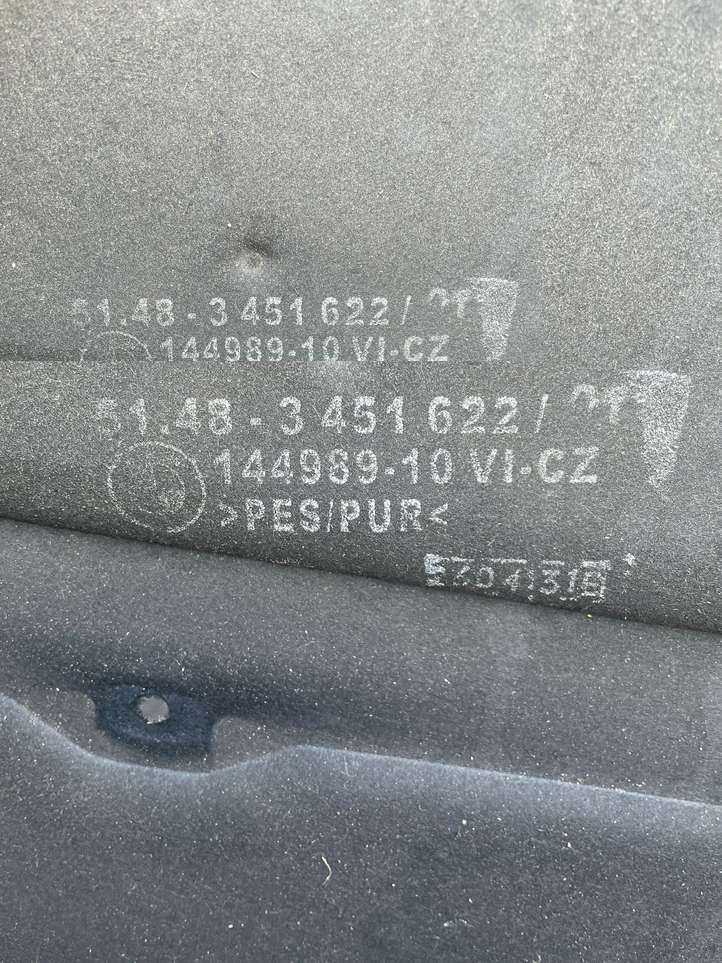 51.48 - 3 451 622 /
144989-10 VI-CZ
51.48 - 3 451 622 /
144989-10 VI-CZ
>PES/PUR<